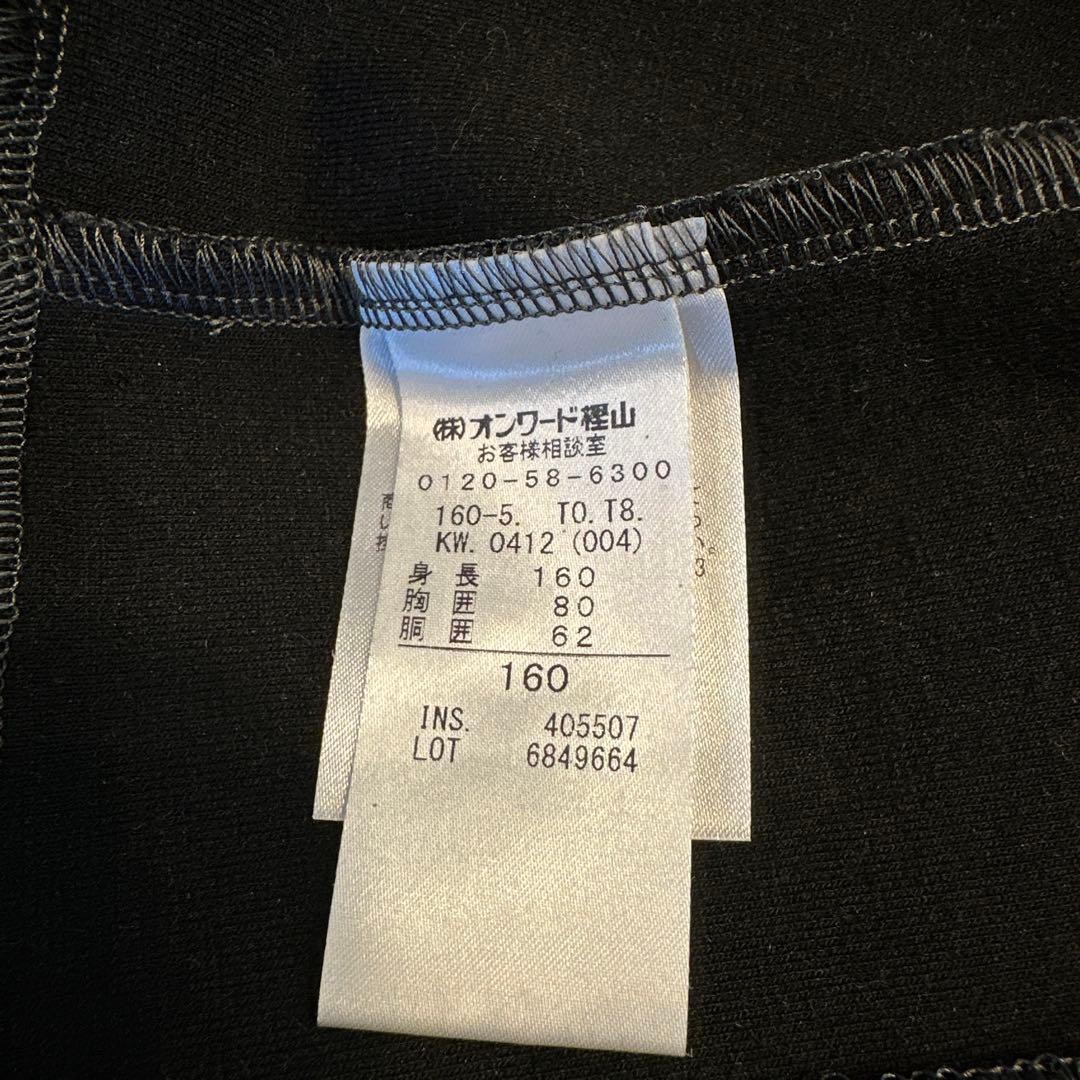 (株)オンワード樫山
お客様相談室
0120-58-6300
160-5. TO. T8.
KW. 0412 (004)
身長 160
胸囲 80
胴囲 62
160
INS. 405507
LOT 6849664